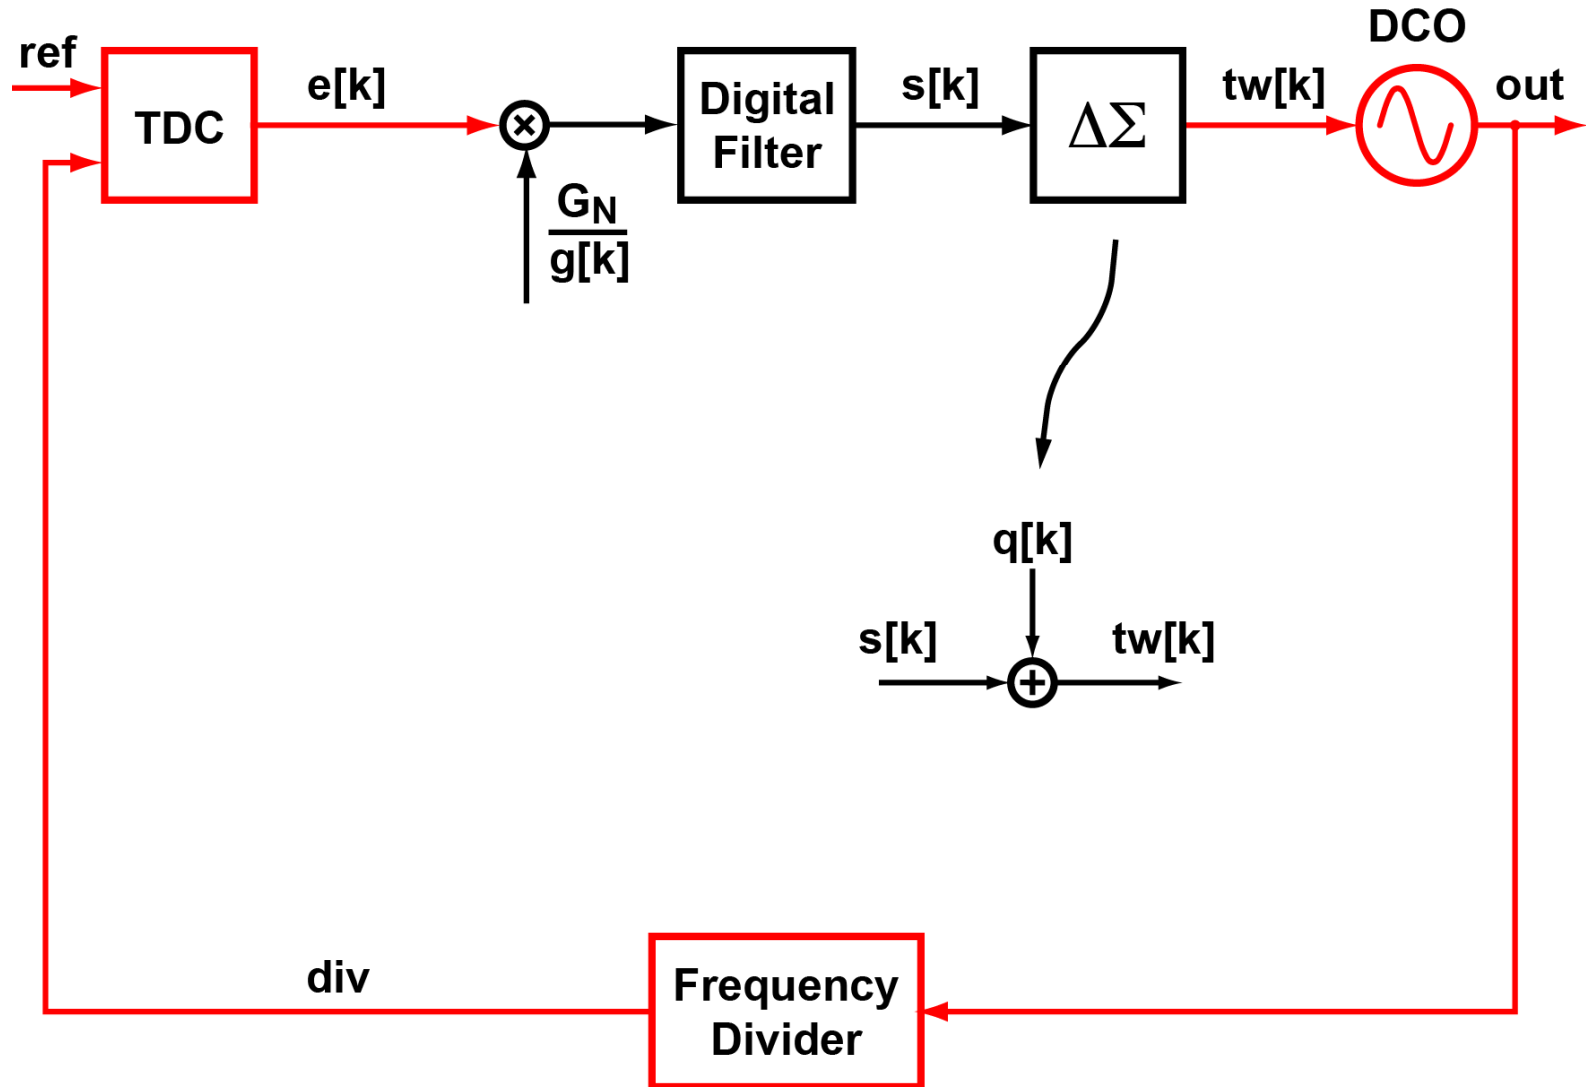 DCO
ref
TDC
e[k]
G_N
g[k]
Digital
Filter
s[k]
ΔΣ
tw[k]
out
q[k]
s[k]
tw[k]
div
Frequency
Divider